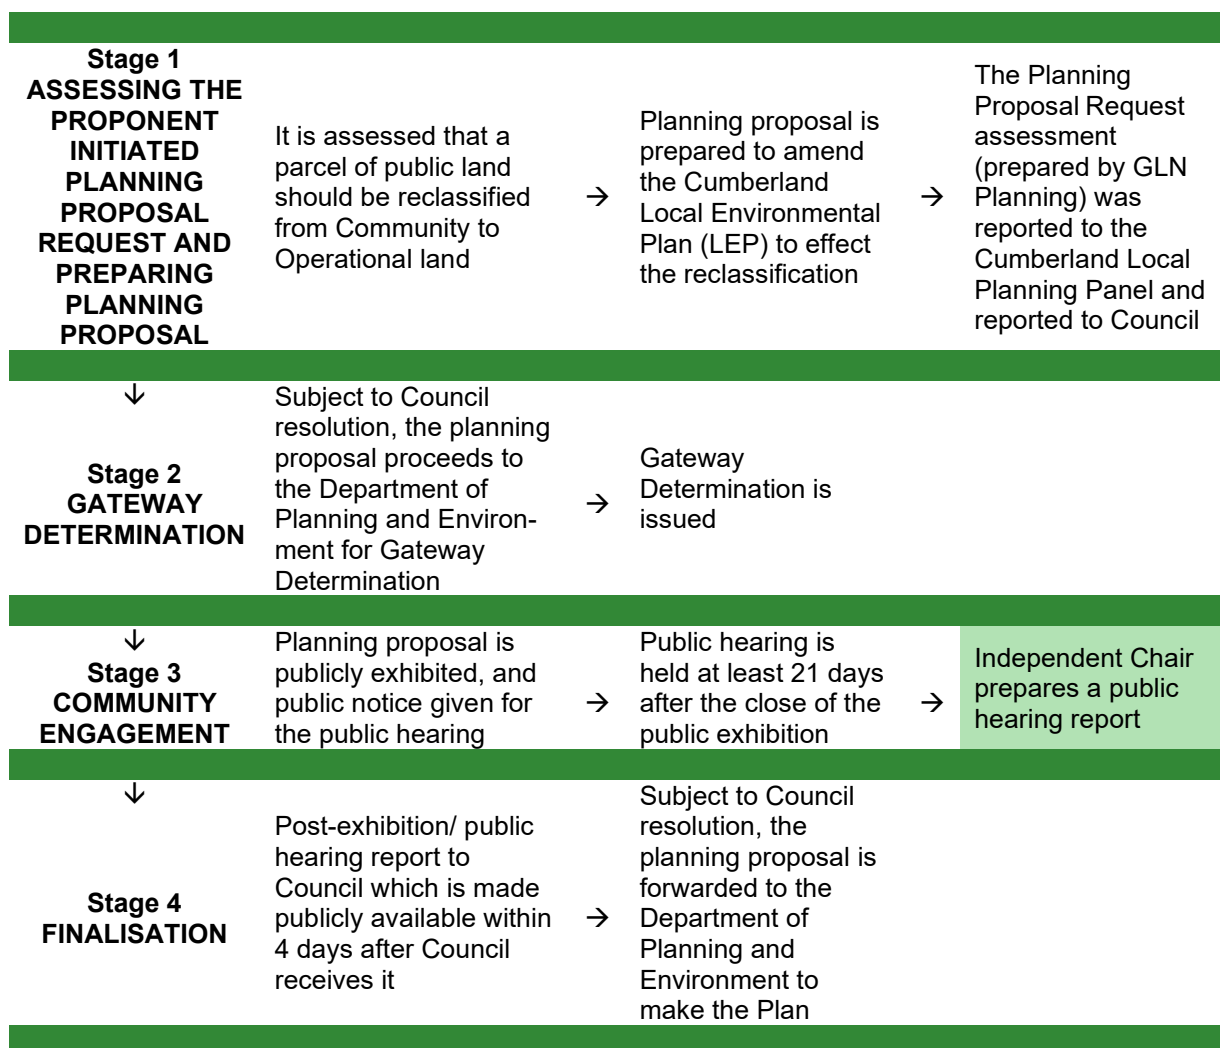 Stage 1
ASSESSING THE
PROPONENT
INITIATED
PLANNING
PROPOSAL
REQUEST AND
PREPARING
PLANNING
PROPOSAL
It is assessed that a
parcel of public land
should be reclassified
from Community to
Operational land
→
Planning proposal is
prepared to amend
the Cumberland
Local Environmental
Plan (LEP) to effect
the reclassification
→
The Planning
Proposal Request
assessment
(prepared by GLN
Planning) was
reported to the
Cumberland Local
Planning Panel and
reported to Council
↓
Stage 2
GATEWAY
DETERMINATION
Subject to Council
resolution, the planning
proposal proceeds to
the Department of
Planning and Environ-
ment for Gateway
Determination
→
Gateway
Determination is
issued
↓
Stage 3
COMMUNITY
ENGAGEMENT
Planning proposal is
publicly exhibited, and
public notice given for
the public hearing
→
Public hearing is
held at least 21 days
after the close of the
public exhibition
→
Independent Chair
prepares a public
hearing report
↓
Stage 4
FINALISATION
Post-exhibition/ public
hearing report to
Council which is made
publicly available within
4 days after Council
receives it
→
Subject to Council
resolution, the
planning proposal is
forwarded to the
Department of
Planning and
Environment to
make the Plan